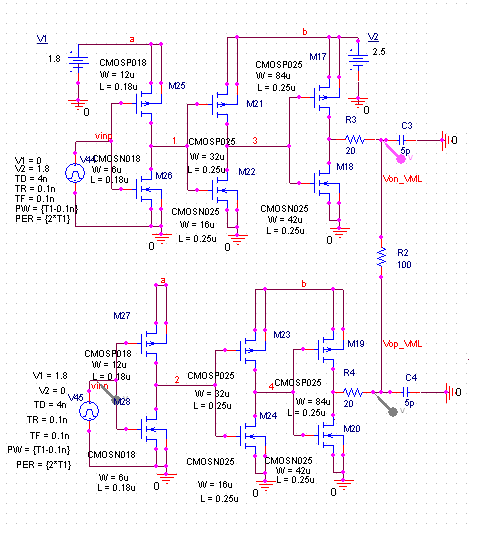 V1
a
b
V2
1.8
2.5
M17
CMOSP018
W = 12u
L = 0.18u
M25
CMOSP025
W = 84u
L = 0.25u
M21
0
0
R3
20
C3
5p
0
vinp
1
3
CMOSP025
W = 32u
L = 0.25u
V44
CMOSN018
W = 6u
L = 0.18u
M26
M22
M18
V1 = 0
V2 = 1.8
TD = 4n
TR = 0.1n
TF = 0.1n
PW = {T1-0.1n}
PER = {2*T1}
CMOSN025
W = 16u
L = 0.25u
CMOSN025
W = 42u
L = 0.25u
0
0
0
Von_VML
R2
100
a
b
M27
M23
M19
Vop_VML
CMOSP018
W = 12u
L = 0.18u
vinn
2
4
R4
20
C4
5p
0
CMOSP025
W = 32u
L = 0.25u
CMOSP025
W = 84u
L = 0.25u
V1 = 1.8
V2 = 0
TD = 4n
TR = 0.1n
TF = 0.1n
PW = {T1-0.1n}
PER = {2*T1}
V45
M28
M24
M20
CMOSN018
W = 6u
L = 0.18u
CMOSN025
W = 16u
L = 0.25u
CMOSN025
W = 42u
L = 0.25u
0
0
0